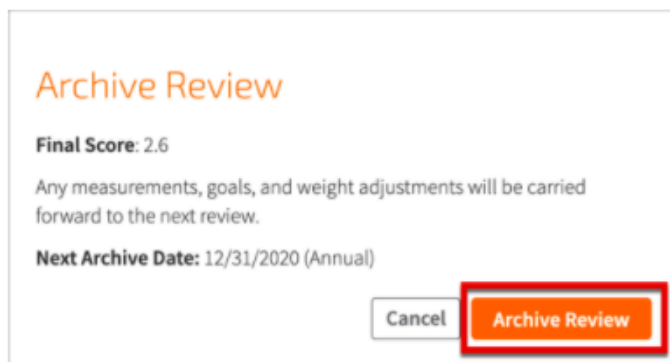 Archive Review
Final Score: 2.6
Any measurements, goals, and weight adjustments will be carried
forward to the next review.
Next Archive Date: 12/31/2020 (Annual)
Cancel Archive Review